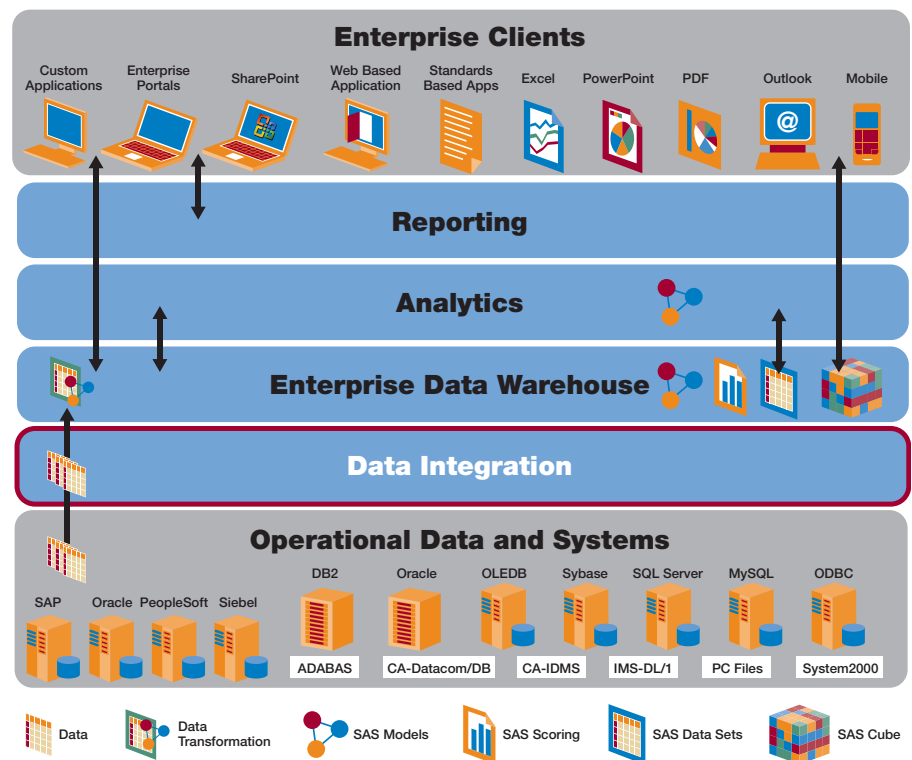 Enterprise Clients
Custom
Applications
Enterprise
Portals
SharePoint
Web Based
Application
Standards
Based Apps
Excel
PowerPoint
PDF
Outlook
Mobile
@
Reporting
Analytics
Enterprise Data Warehouse
Data Integration
Operational Data and Systems
SAP
Oracle
PeopleSoft
Siebel
DB2
Oracle
OLEDB
Sybase
SQL Server
MySQL
ODBC
ADABAS
CA-Datacom/DB
CA-IDMS
IMS-DL/1
PC Files
System2000
Data
Data
Transformation
SAS Models
SAS Scoring
SAS Data Sets
SAS Cube